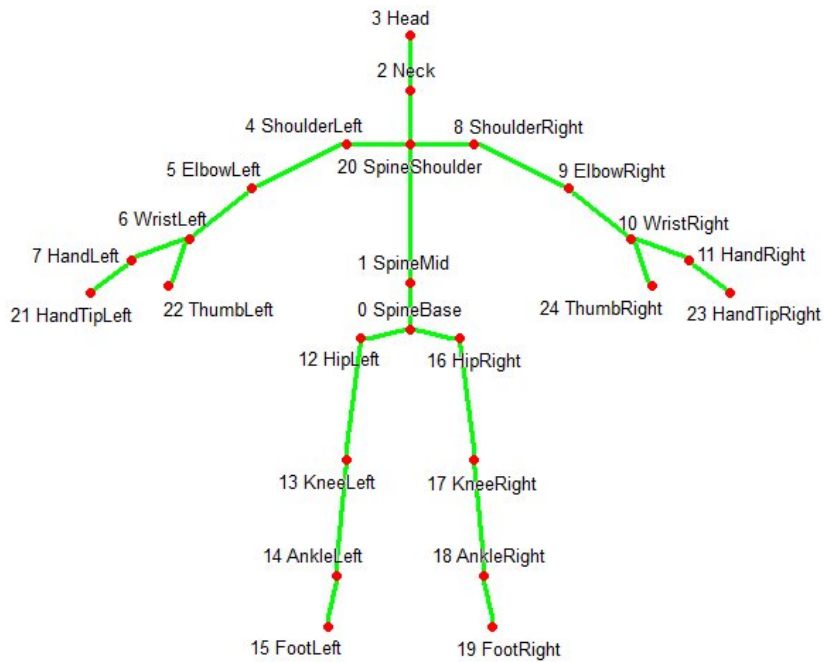 3 Head
2 Neck
4 ShoulderLeft
8 ShoulderRight
20 SpineShoulder
5 ElbowLeft
9 ElbowRight
6 WristLeft
10 WristRight
7 HandLeft
11 HandRight
1 SpineMid
21 HandTipLeft
22 ThumbLeft
0 SpineBase
24 ThumbRight
23 HandTipRight
12 HipLeft
16 HipRight
13 KneeLeft
17 KneeRight
14 AnkleLeft
18 AnkleRight
15 FootLeft
19 FootRight